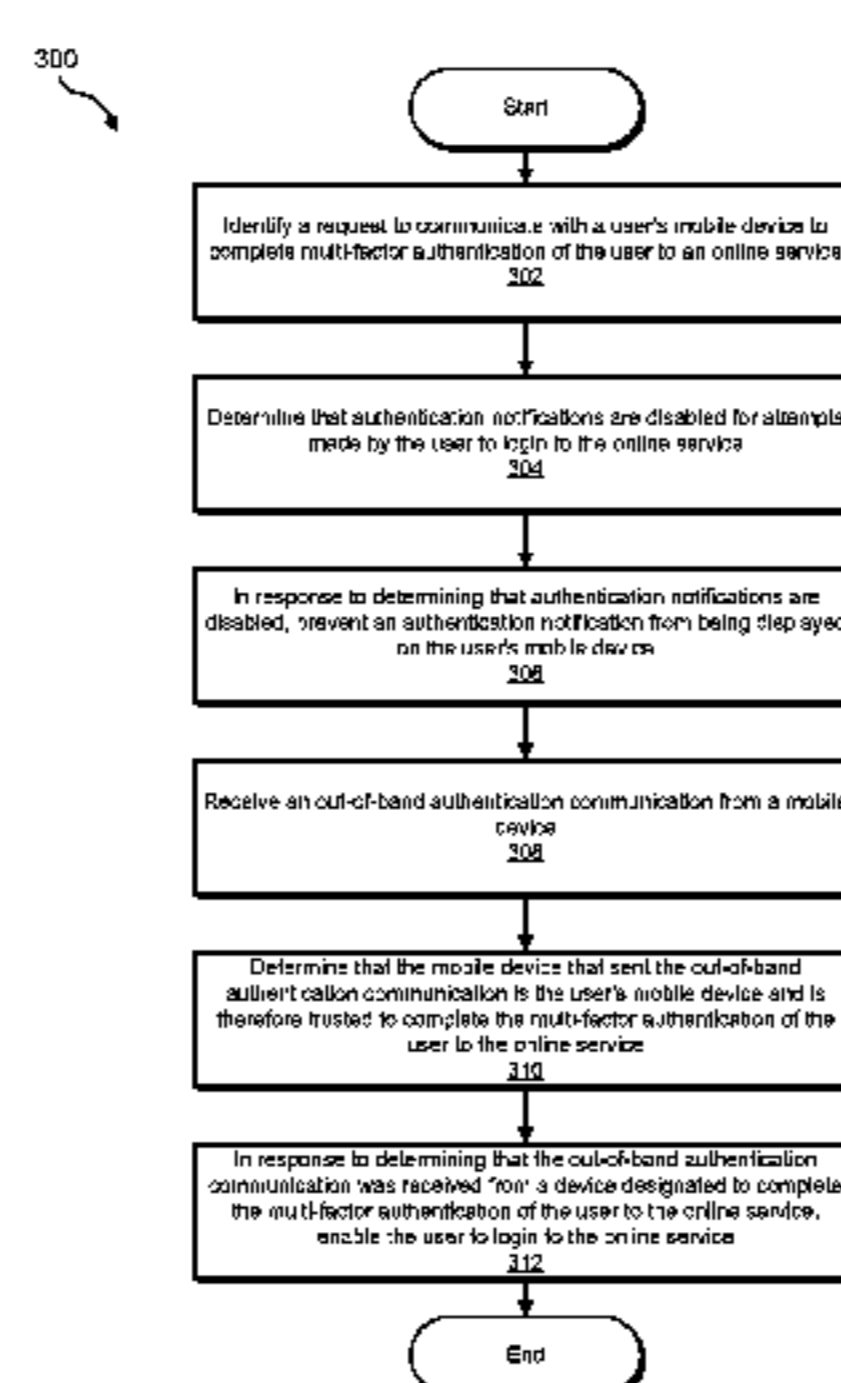 300
Start
Identify a request to communicate with a user's mobile device to
complete multi-factor authentication of the user to an online service
302
Determine that authentication notifications are disabled for attempts
made by the user to login to the online service
304
In response to determining that authentication notifications are
disabled, prevent an authentication notification from being displayed
on the user's mobile device
306
Receive an out-of-band authentication communication from a mobile
device
308
Determine that the mobile device that sent the out-of-band
authentication communication is the user's mobile device and is
therefore trusted to complete the multi-factor authentication of the
user to the online service
310
In response to determining that the out-of-band authentication
communication was received from a device designated to complete
the multi-factor authentication of the user to the online service,
enable the user to login to the online service
312
End